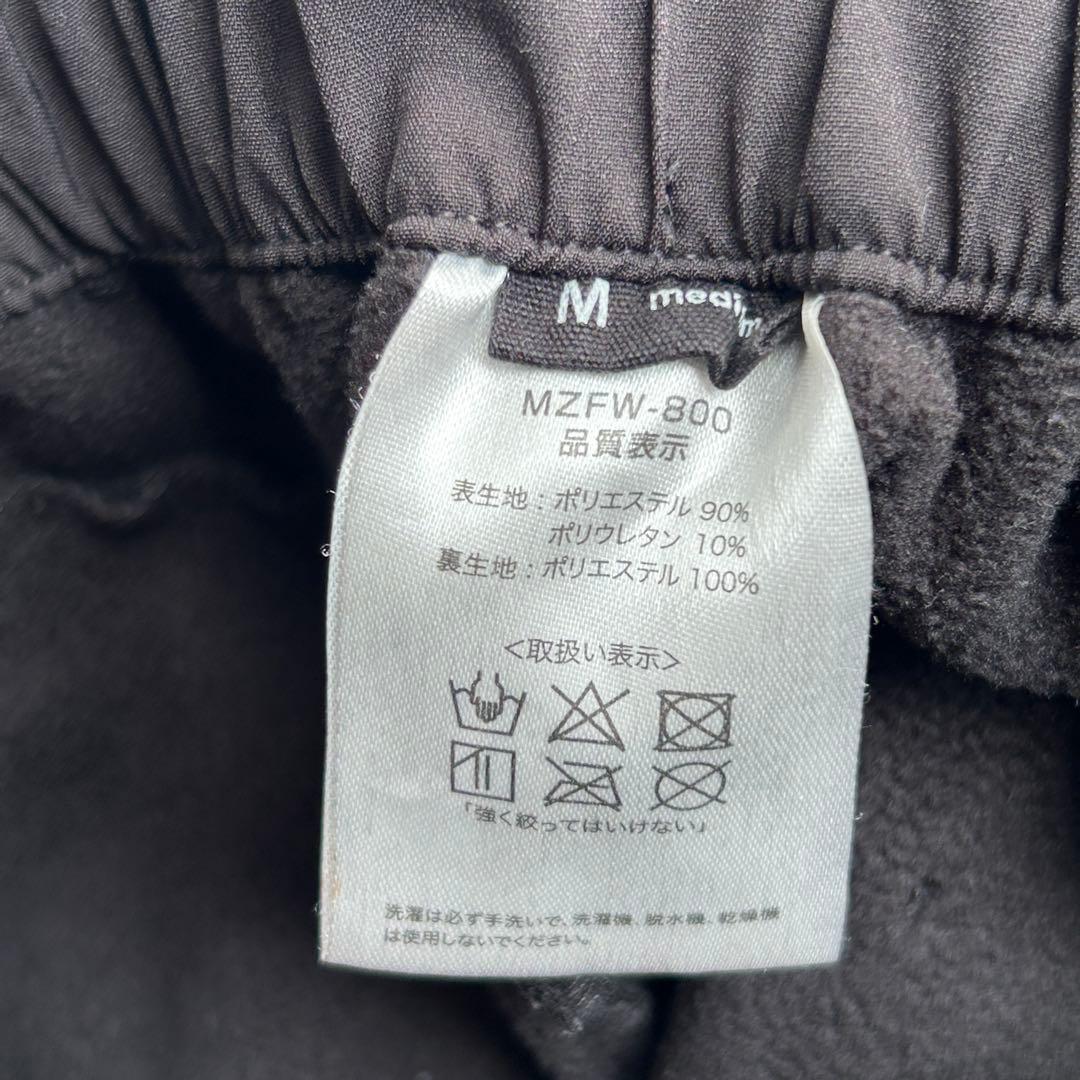 M
medi
MZFW-800
品質表示
表生地：ポリエステル 90%
ポリウレタン 10%
裏生地：ポリエステル 100%
<取扱い表示>
「強く絞ってはいけない」
洗濯は必ず手洗いで、洗濯機、脱水機、乾燥機
は使用しないでください。